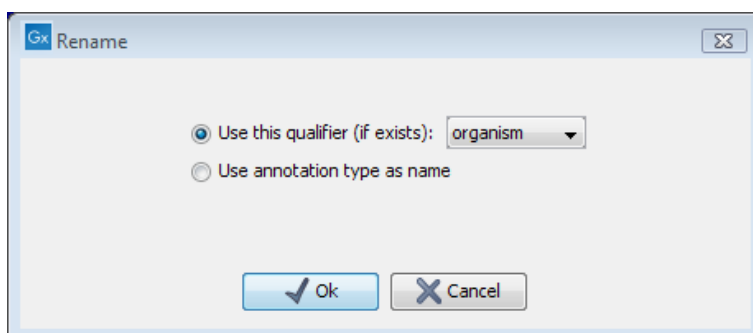 Gx Rename
Use this qualifier (if exists): organism
Use annotation type as name
Ok Cancel